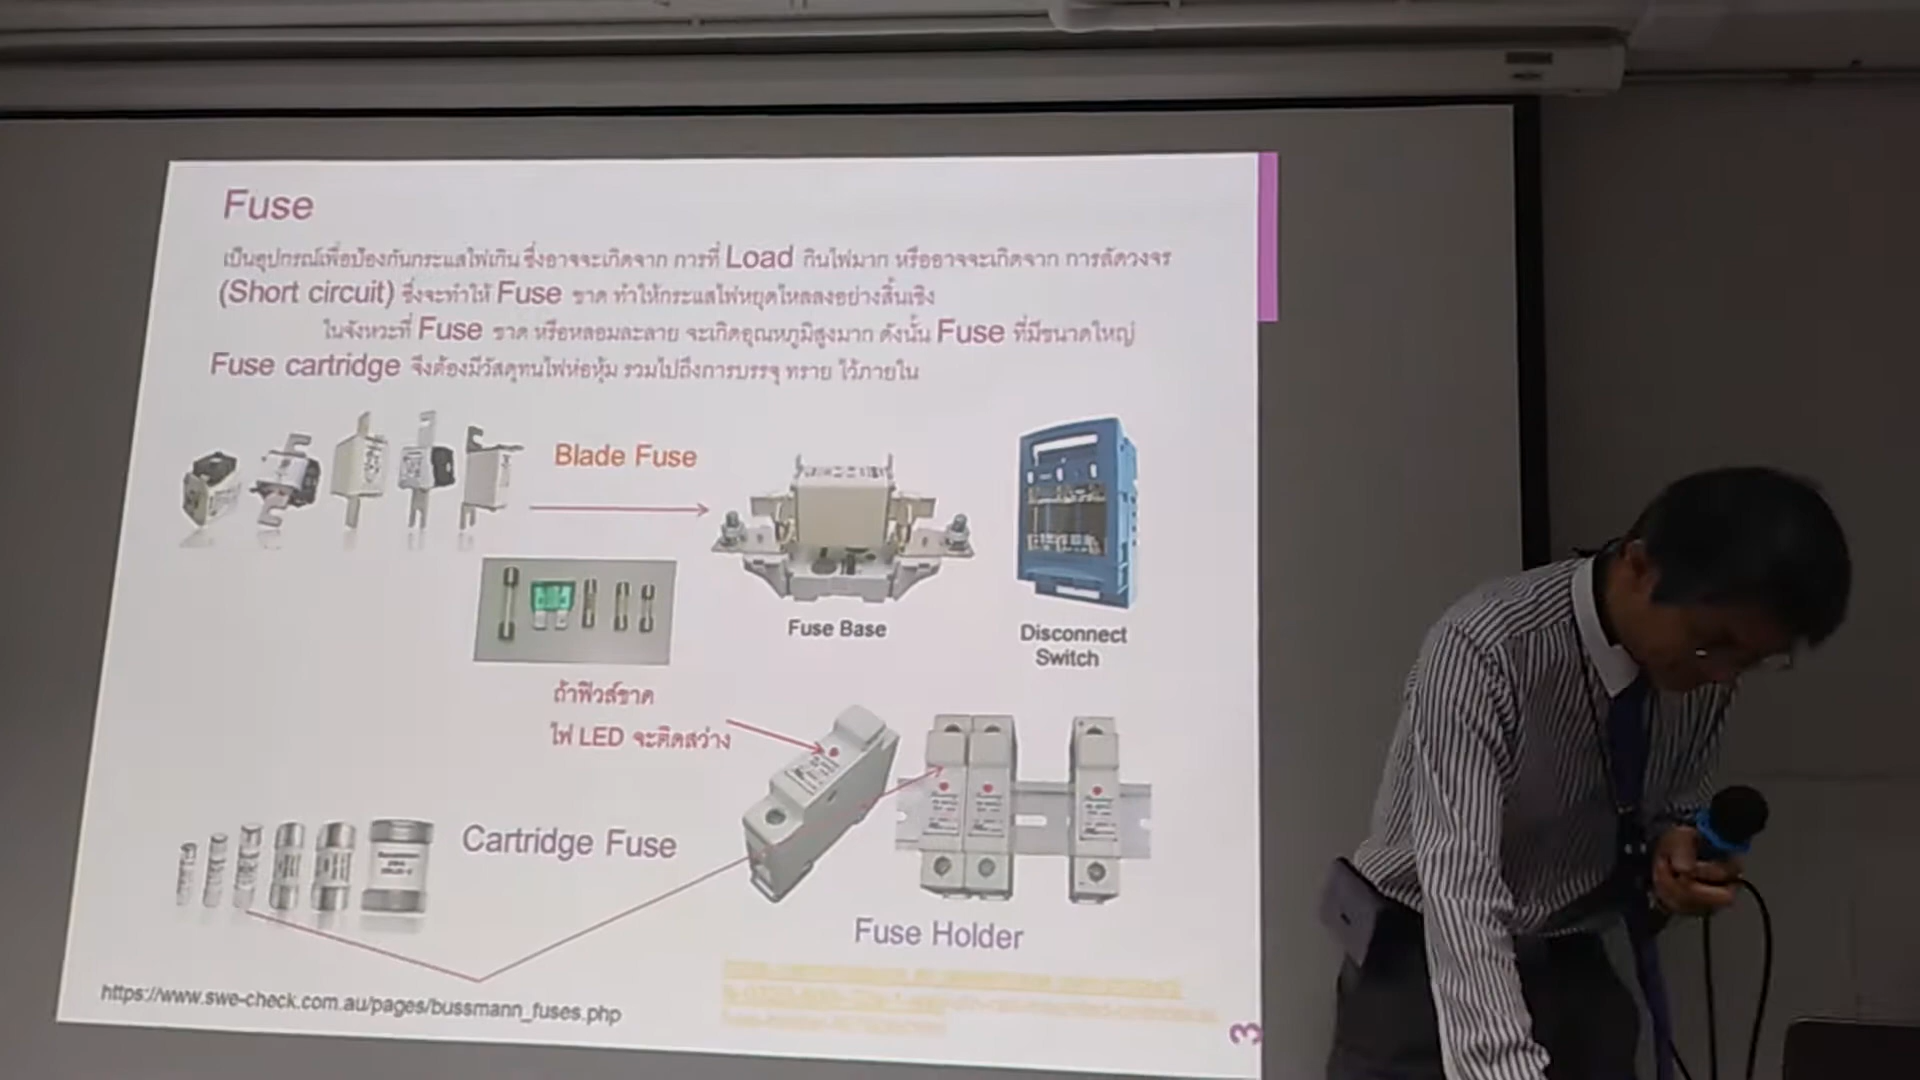 Fuse
เป็นอุปกรณ์เพื่อป้องกันกระแสไฟเกิน ซึ่งอาจจะเกิดจาก การที่ Load กินไฟมาก หรืออาจจะเกิดจาก การลัดวงจร
(Short circuit) ซึ่งจะทำให้ Fuse ขาด ทำให้กระแสไฟหยุดไหลลงอย่างสิ้นเชิง
ในจังหวะที่ Fuse ขาด หรือหลอมละลาย จะเกิดอุณหภูมิสูงมาก ดังนั้น Fuse ที่มีขนาดใหญ่
Fuse cartridge จึงต้องมีวัสดุทนไฟห่อหุ้ม รวมไปถึงการบรรจุ ทราย ไว้ภายใน
Blade Fuse
Fuse Base
Disconnect
Switch
ถ้าฟิวส์ขาด
ไฟ LED จะติดสว่าง
Cartridge Fuse
Fuse Holder
https://www.swe-check.com.au/pages/bussmann_fuses.php
3